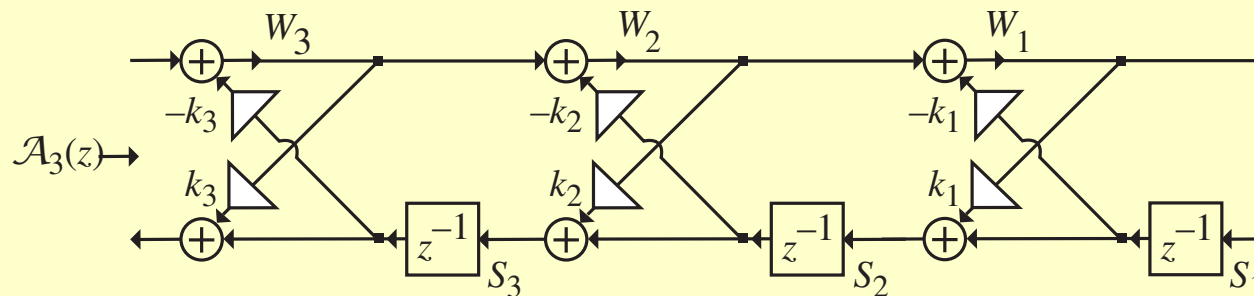 W₃ W₂ W₁
–k₃ –k₂ –k₁
𝒜₃(z)
k₃ k₂ k₁
z⁻¹ z⁻¹ z⁻¹
S₃ S₂